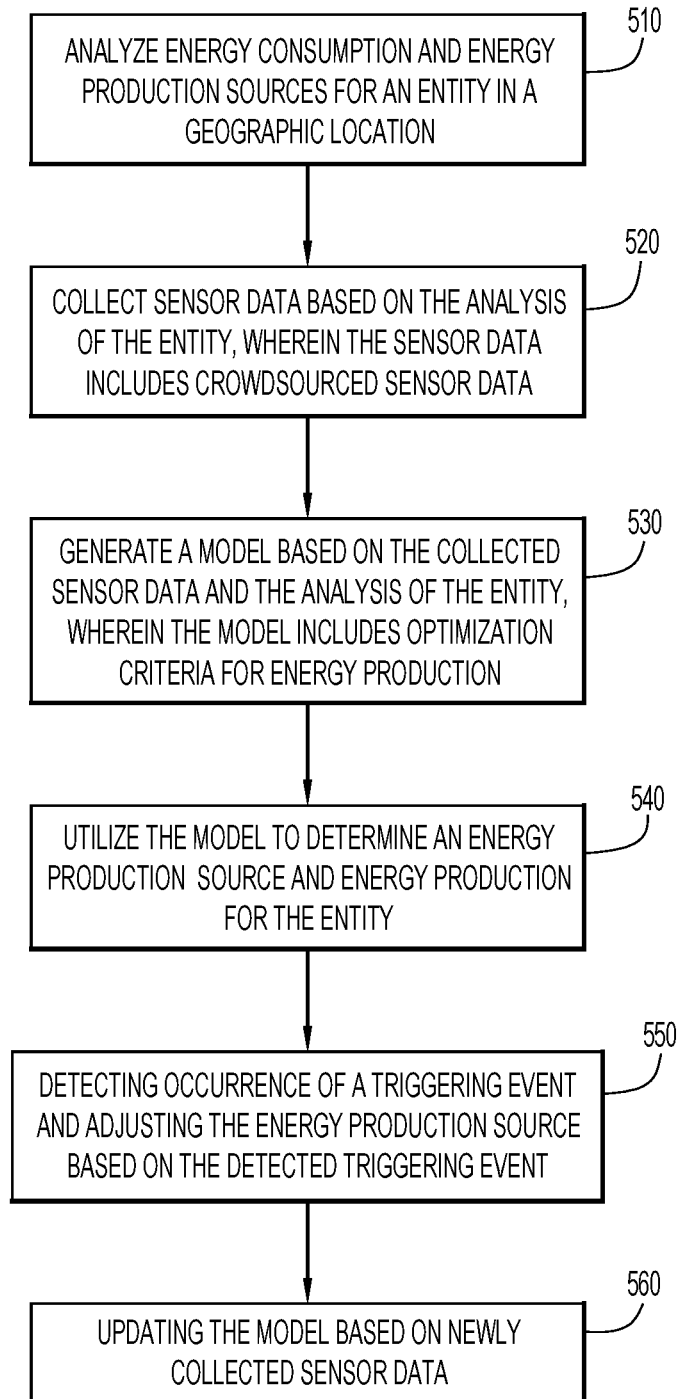 510
ANALYZE ENERGY CONSUMPTION AND ENERGY
PRODUCTION SOURCES FOR AN ENTITY IN A
GEOGRAPHIC LOCATION
520
COLLECT SENSOR DATA BASED ON THE ANALYSIS
OF THE ENTITY, WHEREIN THE SENSOR DATA
INCLUDES CROWDSOURCED SENSOR DATA
530
GENERATE A MODEL BASED ON THE COLLECTED
SENSOR DATA AND THE ANALYSIS OF THE ENTITY,
WHEREIN THE MODEL INCLUDES OPTIMIZATION
CRITERIA FOR ENERGY PRODUCTION
540
UTILIZE THE MODEL TO DETERMINE AN ENERGY
PRODUCTION SOURCE AND ENERGY PRODUCTION
FOR THE ENTITY
550
DETECTING OCCURRENCE OF A TRIGGERING EVENT
AND ADJUSTING THE ENERGY PRODUCTION SOURCE
BASED ON THE DETECTED TRIGGERING EVENT
560
UPDATING THE MODEL BASED ON NEWLY
COLLECTED SENSOR DATA